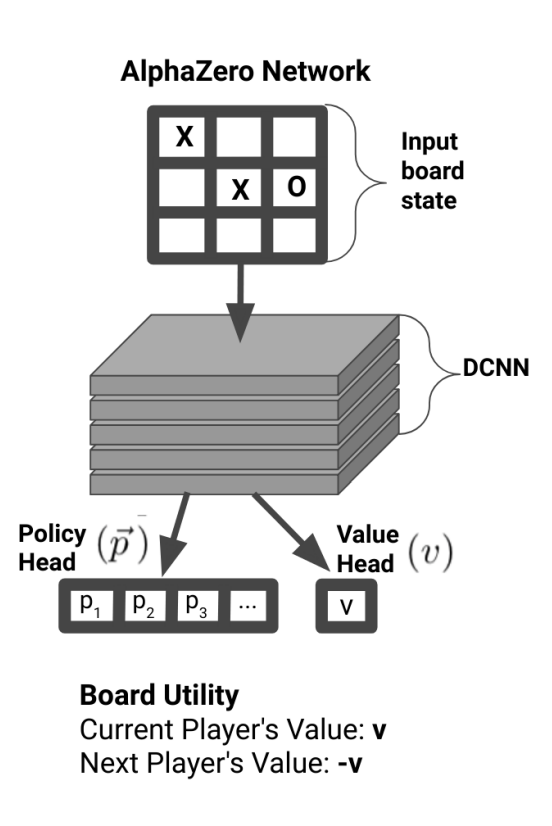 AlphaZero Network
X
X O
Input
board
state
DCNN
Policy
Head
(p⃗)
Value
Head
(v)
p₁ p₂ p₃ ...
v
Board Utility
Current Player's Value: v
Next Player's Value: -v